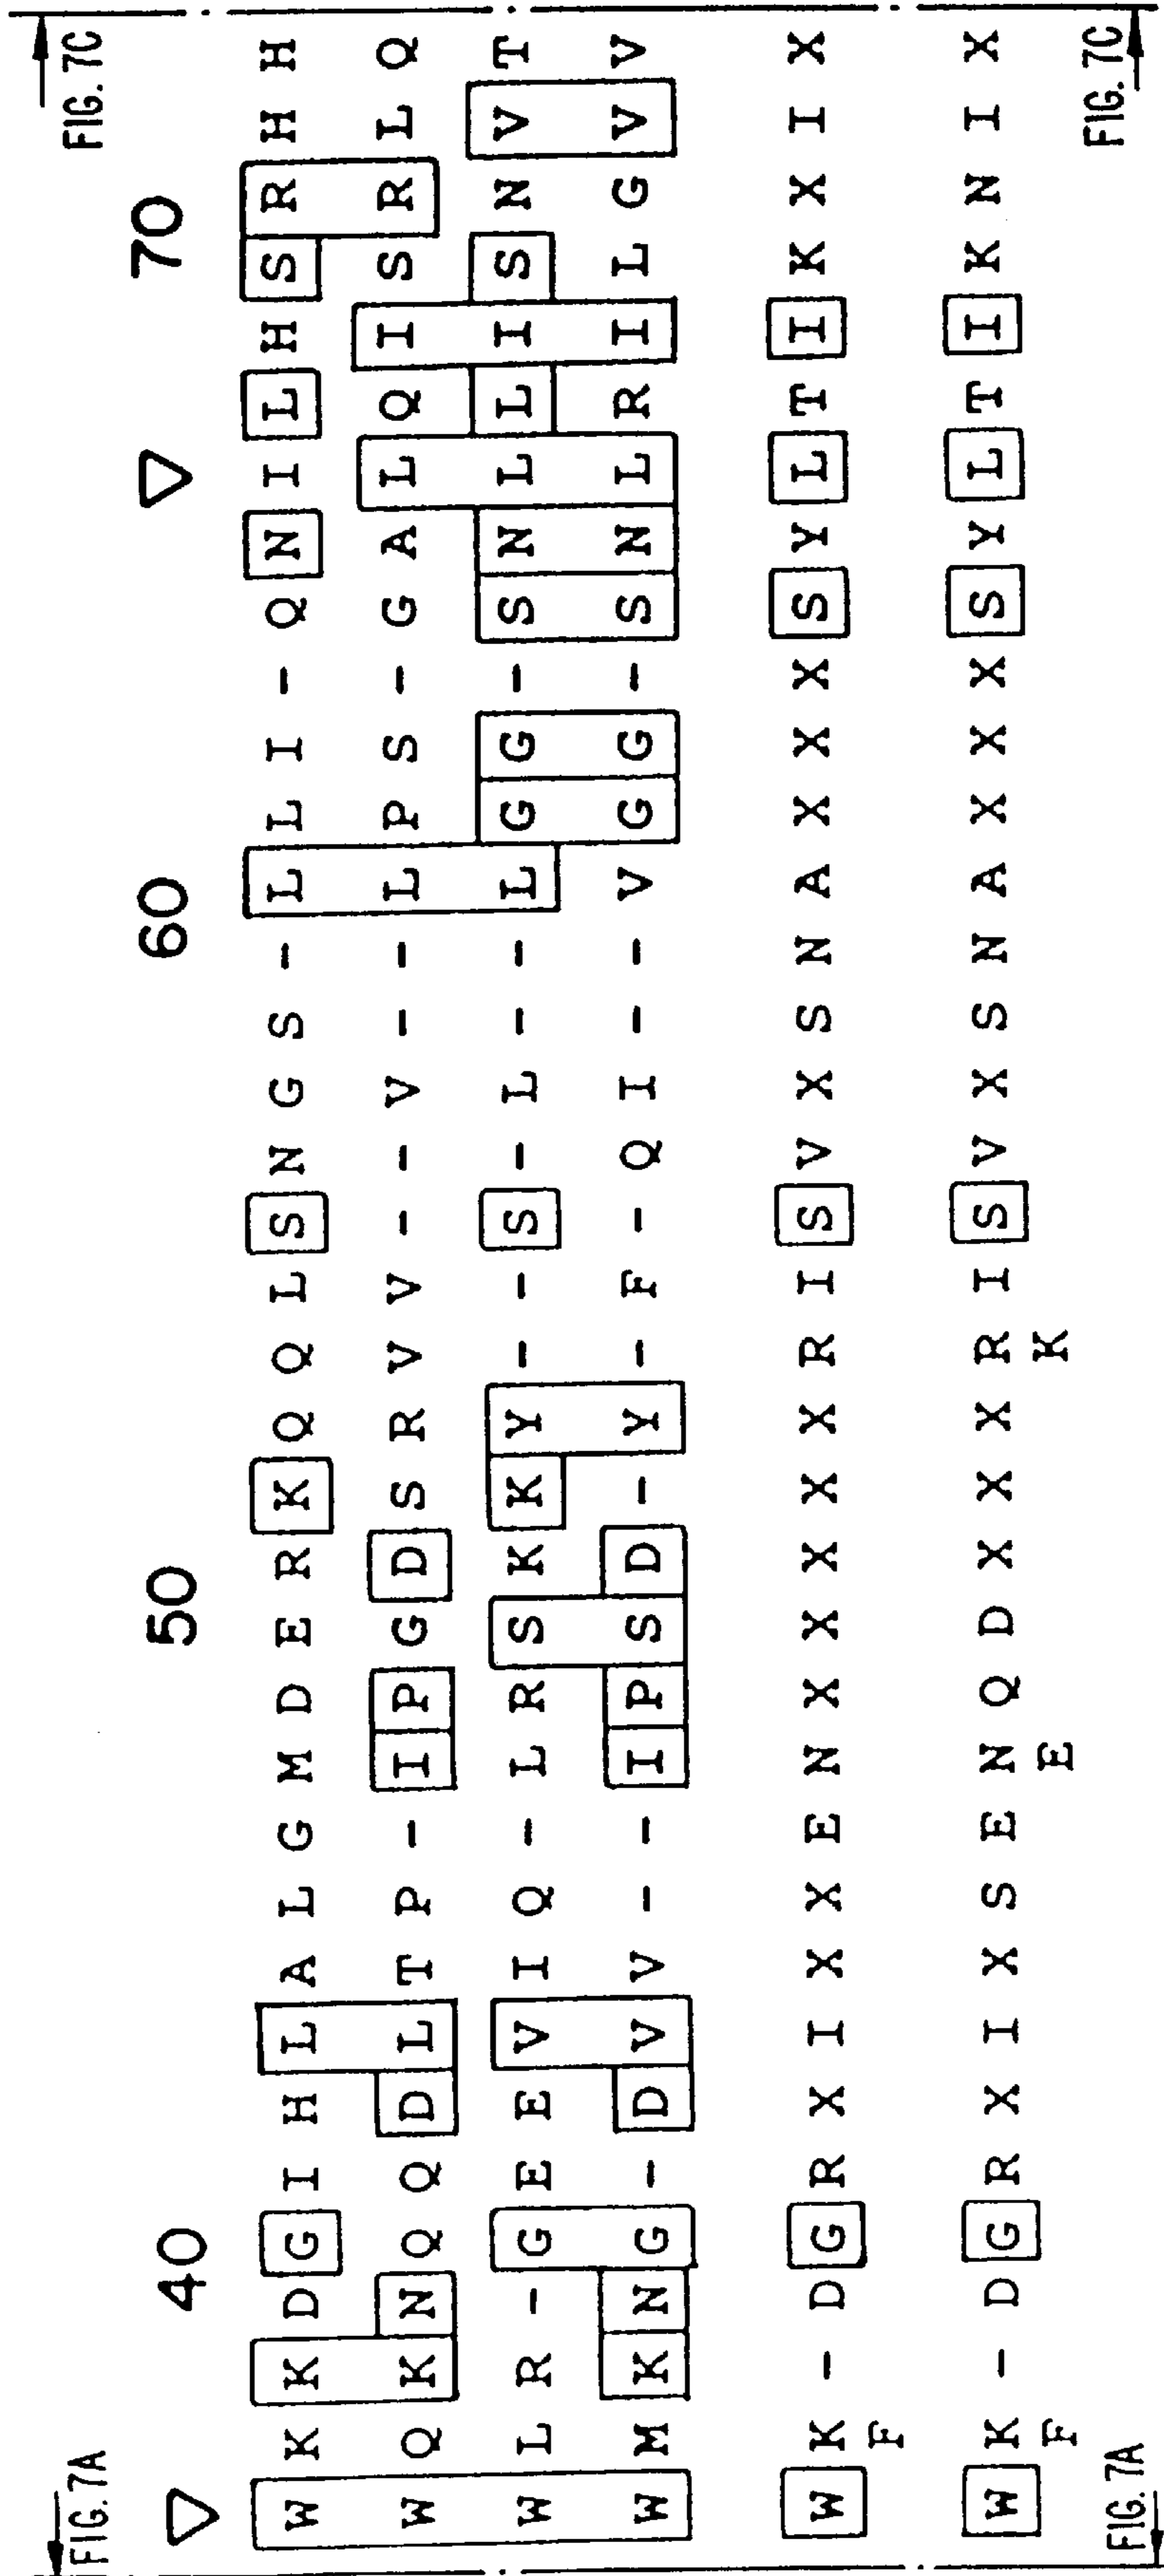 FIG. 7A FIG. 7C
▽ 40 50 60 ▽ 70
W K K D G I H L A L G M D E R K Q Q L S N G S - L L I - Q N I L H S R H H
W Q K N Q Q D L T P - I P G D S R V V - - V - - L P S - G A L Q I S R L Q
W L R - G E E V I Q - L R S K K Y - - S - L - - L G G - S N L L I S N V T
W M K N G - D V V - - I P S D - Y - F - Q I - - V G G - S N L R I L G V V
W K - D G R X I X X E N X X X X X R I S V X S N A X X X S Y L T I K X I X
F
W K - D G R X I X S E N Q D X X X R I S V X S N A X X X S Y L T I K N I X
F E K
FIG. 7A FIG. 7C